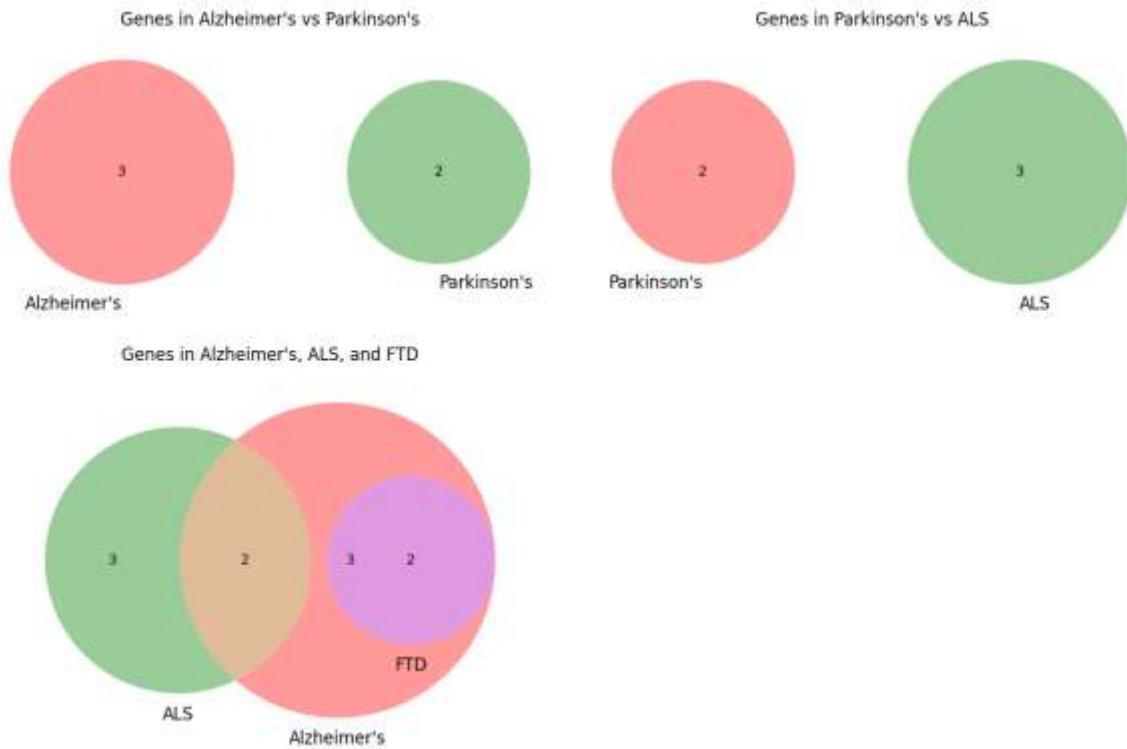 Genes in Alzheimer's vs Parkinson's
3
2
Alzheimer's
Parkinson's
Genes in Parkinson's vs ALS
2
3
Parkinson's
ALS
Genes in Alzheimer's, ALS, and FTD
3
2
3
2
FTD
ALS
Alzheimer's